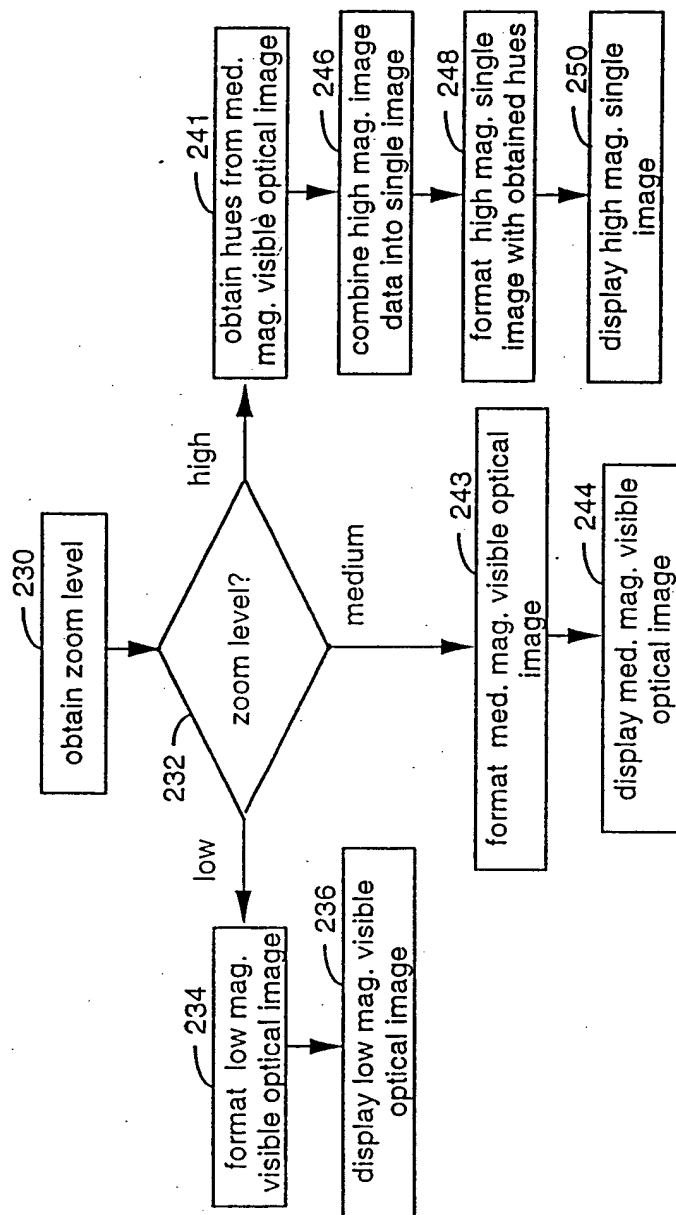 230
obtain zoom level
232
zoom level?
low
medium
high
234
format low mag.
visible optical image
236
display low mag. visible
optical image
243
format med. mag. visible optical
image
244
display med. mag. visible
optical image
241
obtain hues from med.
mag. visible optical image
246
combine high mag. image
data into single image
248
format high mag. single
image with obtained hues
250
display high mag. single
image